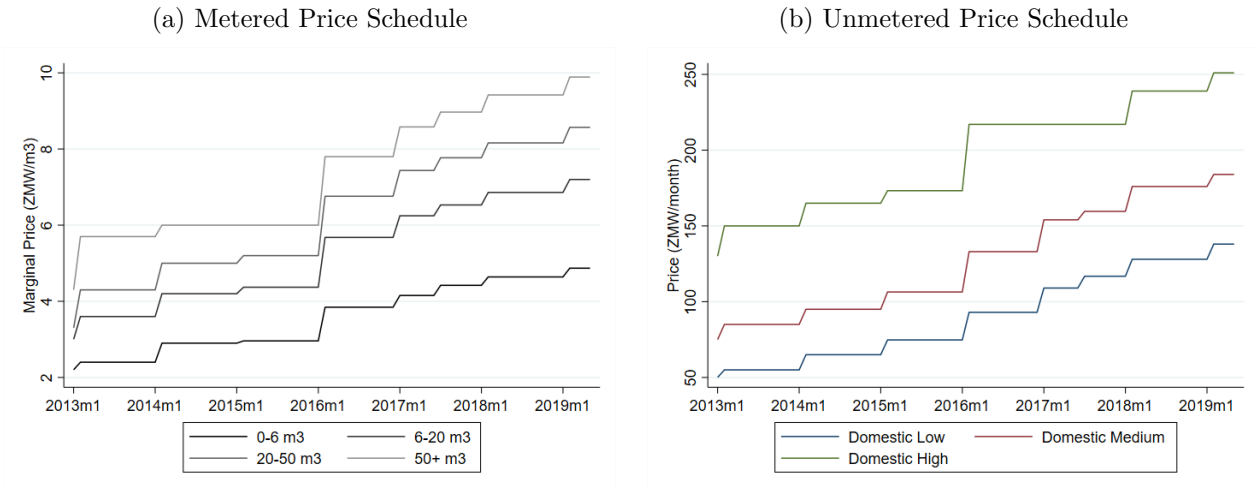 (a) Metered Price Schedule
Marginal Price (ZMW/m3)
10
8
6
4
2
2013m1 2014m1 2015m1 2016m1 2017m1 2018m1 2019m1
0-6 m3 6-20 m3
20-50 m3 50+ m3
(b) Unmetered Price Schedule
Price (ZMW/month)
250
200
150
100
50
2013m1 2014m1 2015m1 2016m1 2017m1 2018m1 2019m1
Domestic Low Domestic Medium
Domestic High